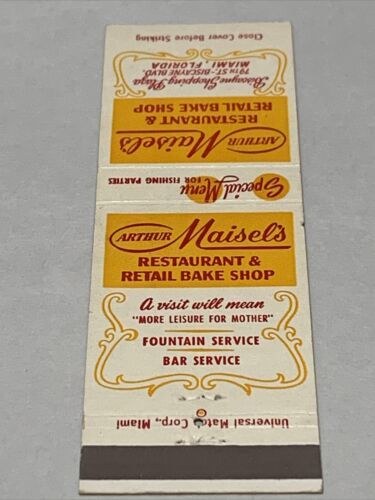 Close Cover Before Striking
Biscayne Shopping Plaza
79TH ST.-BISCAYNE BLVD.
MIAMI, FLORIDA
ARTHUR Maisel's
RESTAURANT &
RETAIL BAKE SHOP
Special Menu
FOR FISHING PARTIES
ARTHUR Maisel's
RESTAURANT &
RETAIL BAKE SHOP
A visit will mean
"MORE LEISURE FOR MOTHER"
FOUNTAIN SERVICE
BAR SERVICE
Universal Match Corp., Miami